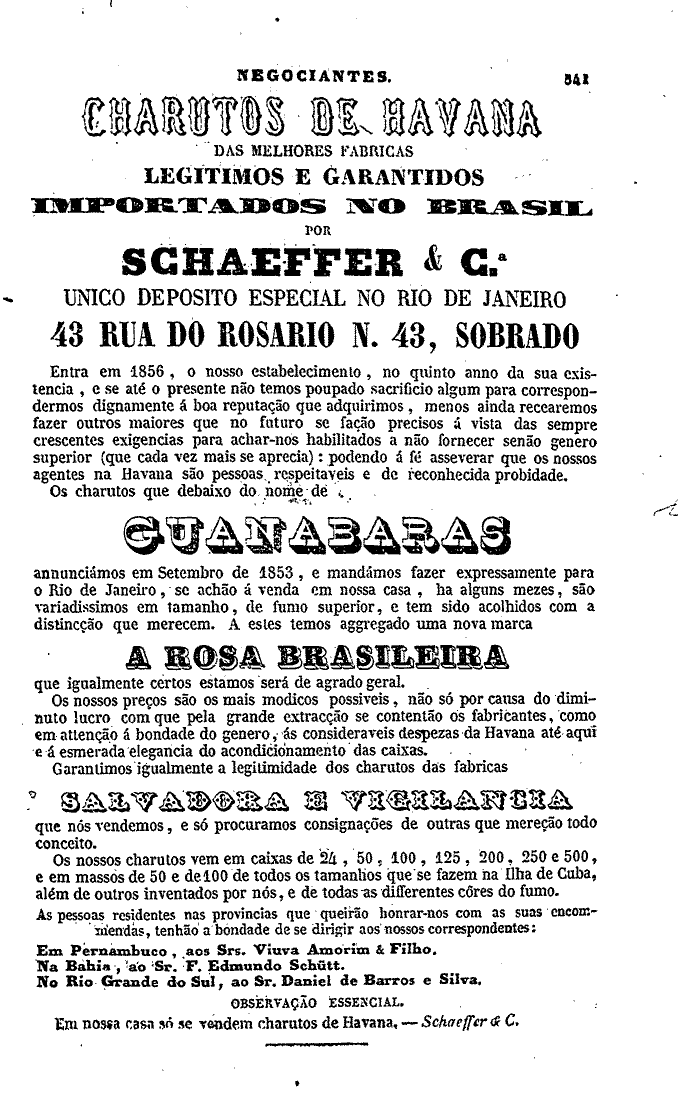 NEGOCIANTES.
541
CHARUTOS DE HAVANA
DAS MELHORES FABRICAS
LEGITIMOS E GARANTIDOS
IMPORTADOS NO BRASIL
POR
SCHAEFFER & C.ª
UNICO DEPOSITO ESPECIAL NO RIO DE JANEIRO
43 RUA DO ROSARIO N. 43, SOBRADO
Entra em 1856, o nosso estabelecimento, no quinto anno da sua exis-
tencia, e se até o presente não temos poupado sacrificio algum para correspon-
dermos dignamente á boa reputação que adquirimos, menos ainda recearemos
fazer outros maiores que no futuro se fação precisos á vista das sempre
crescentes exigencias para achar-nos habilitados a não fornecer senão genero
superior (que cada vez mais se aprecia): podendo á fé asseverar que os nossos
agentes na Havana são pessoas respeitaveis e de reconhecida probidade.
Os charutos que debaixo do nome de
GUANABARAS
annunciámos em Setembro de 1853, e mandámos fazer expressamente para
o Rio de Janeiro, se achão á venda em nossa casa, ha alguns mezes, são
variadissimos em tamanho, de fumo superior, e tem sido acolhidos com a
distincção que merecem. A estes temos aggregado uma nova marca
A ROSA BRASILEIRA
que igualmente certos estamos será de agrado geral.
Os nossos preços são os mais modicos possiveis, não só por causa do dimi-
nuto lucro com que pela grande extracção se contentão os fabricantes, como
em attenção á bondade do genero, ás consideraveis despezas da Havana até aqui
e á esmerada elegancia do acondicionamento das caixas.
Garantimos igualmente a legitimidade dos charutos das fabricas
SALVADORA E VIGILANCIA
que nós vendemos, e só procuramos consignações de outras que mereção todo
conceito.
Os nossos charutos vem em caixas de 24, 50, 100, 125, 200, 250 e 500,
e em massos de 50 e de 100 de todos os tamanhos que se fazem na Ilha de Cuba,
além de outros inventados por nós, e de todas as differentes côres do fumo.
As pessoas residentes nas provincias que queirão honrar-nos com as suas encom-
mendas, tenhão a bondade de se dirigir aos nossos correspondentes:
Em Pernambuco, aos Srs. Viuva Amorim & Filho.
Na Bahia, ao Sr. F. Edmundo Schütt.
No Rio Grande do Sul, ao Sr. Daniel de Barros e Silva.
OBSERVAÇÃO ESSENCIAL.
Em nossa casa só se vendem charutos de Havana. — Schaeffer & C.